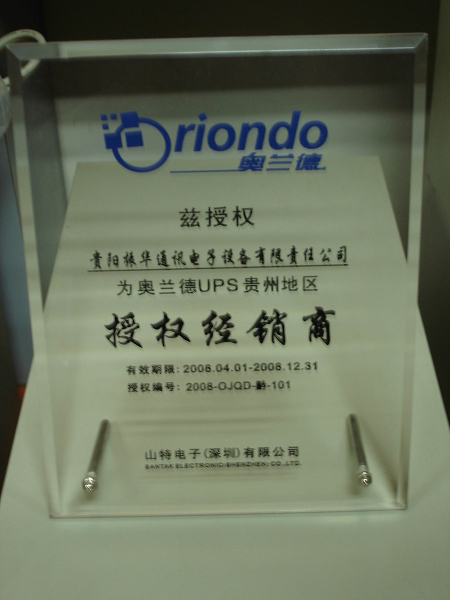 Oriondo
奥兰德
兹授权
贵阳振华通讯电子设备有限责任公司
为奥兰德UPS贵州地区
授权经销商
有效期限: 2008.04.01-2008.12.31
授权编号: 2008-OJQD-黔-101
山特电子(深圳)有限公司
SANTAK ELECTRONIC(SHENZHEN) CO.,LTD.